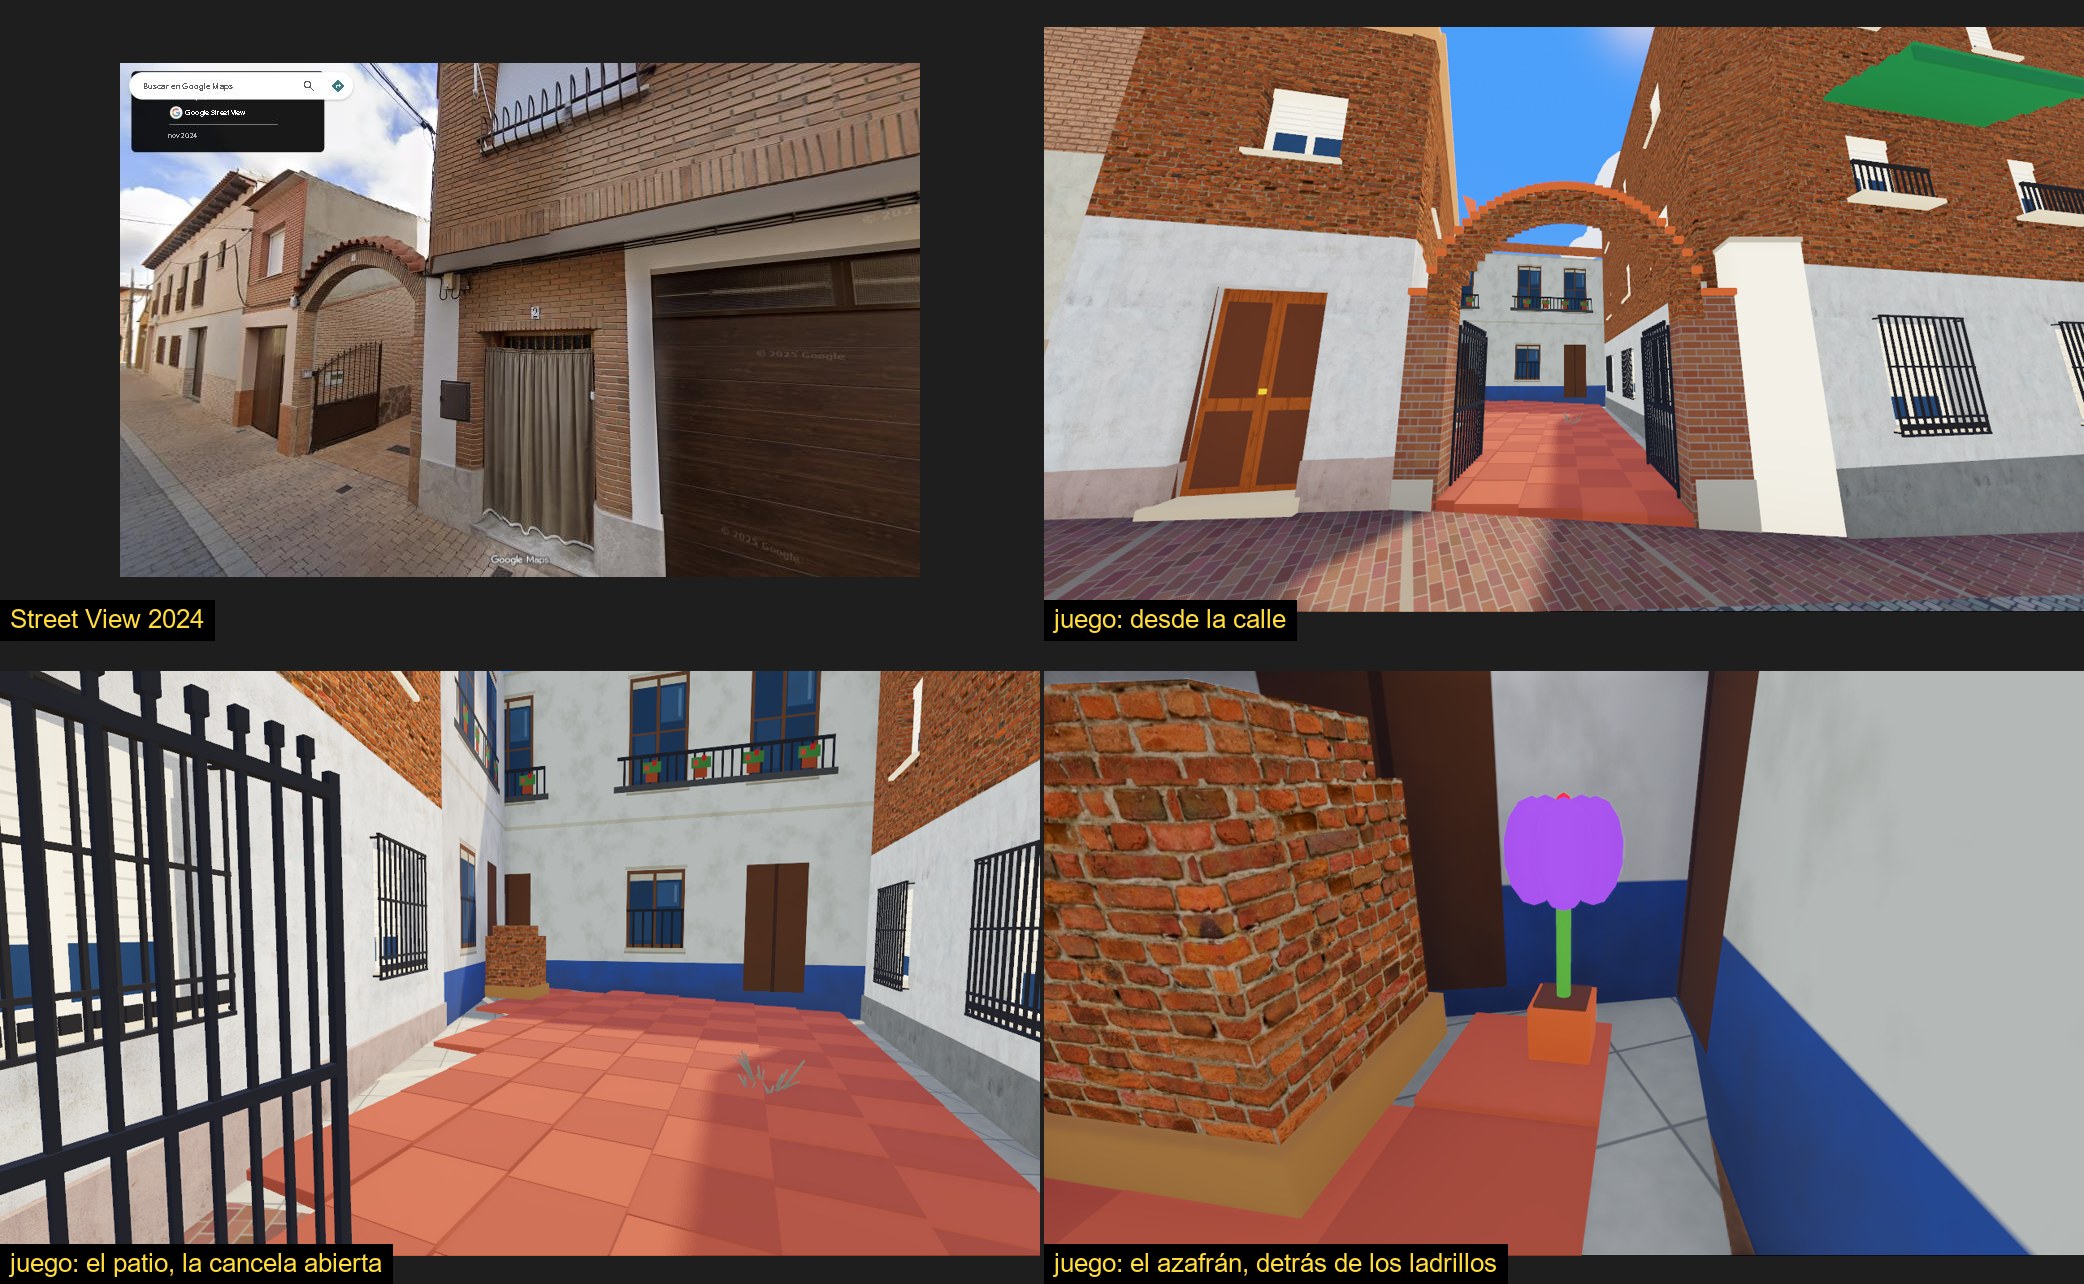 Buscar en Google Maps
Google Street View
nov 2024
2
© 202
© 2025 Google
© 2025 Google
Google Maps
Street View 2024
juego: desde la calle
juego: el patio, la cancela abierta
juego: el azafrán, detrás de los ladrillos